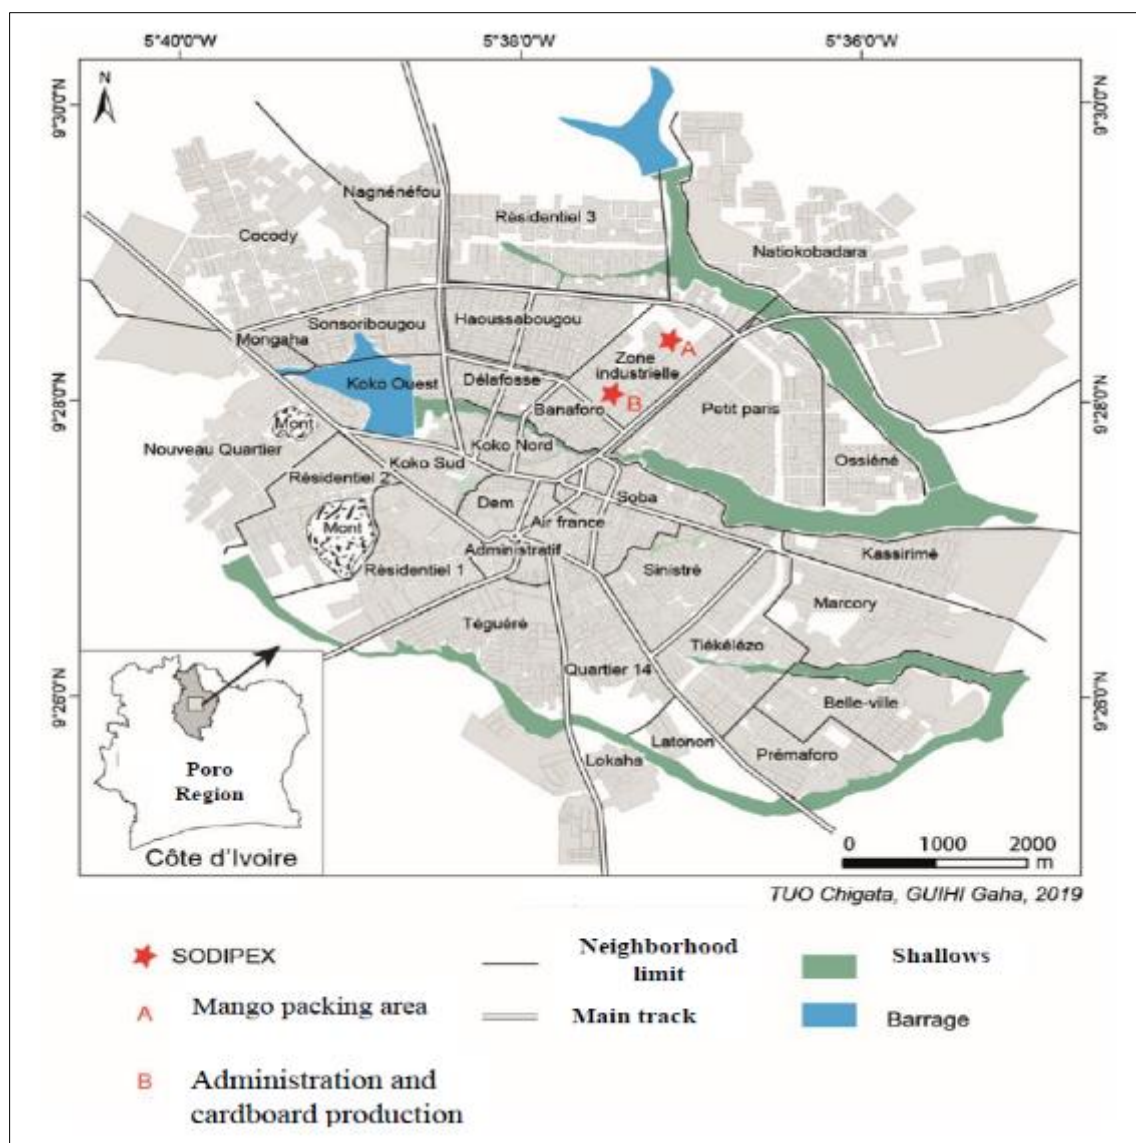 5°40'0"W 5°38'0"W 5°36'0"W
N
9°30'0"N
9°30'0"N
Nagnénéfou
Résidentiel 3
Cocody
Natiokobadara
Sonsoribougou
Haoussabougou
Mongaha
A
Zone
industrielle
Koko Ouest
Délafosse
9°28'0"N
9°28'0"N
B
Banaforo
Petit paris
Mont
Nouveau Quartier
Koko Nord
Koko Sud
Ossiéné
Résidentiel 2
Dem
Soba
Mont
Air france
Administratif
Kassirimé
Résidentiel 1
Sinistré
Marcory
Téguéré
Tiékélézo
Quartier 14
9°26'0"N
Belle-ville
Latonon
Prémaforo
Lokaha
Poro
Region
Côte d'Ivoire
0 1000 2000
m
TUO Chigata, GUIHI Gaha, 2019
SODIPEX
Neighborhood
limit
Shallows
A Mango packing area
Main track
Barrage
B Administration and
cardboard production